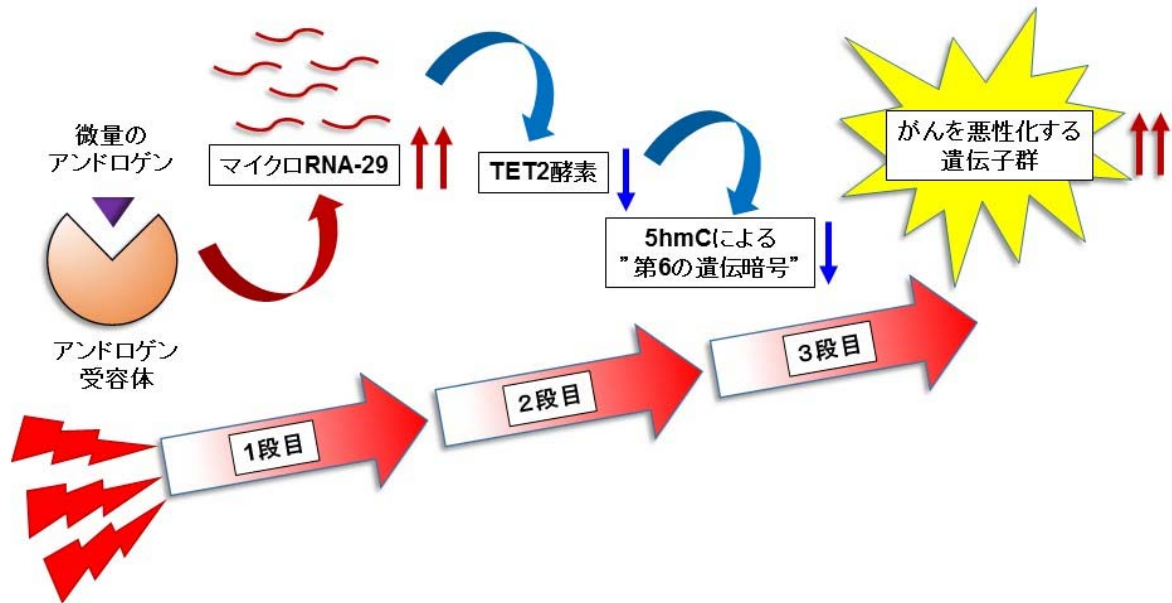 微量の
アンドロゲン
アンドロゲン
受容体
マイクロRNA-29
TET2酵素
5hmCによる
”第6の遺伝暗号”
がんを悪性化する
遺伝子群
1段目
2段目
3段目